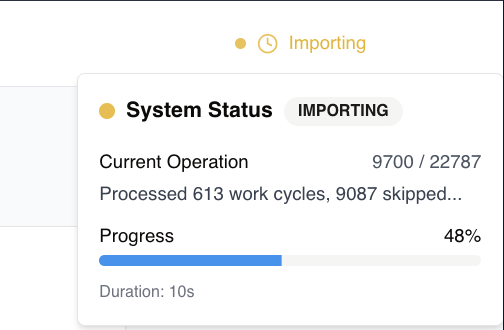 Importing
System Status IMPORTING
Current Operation 9700 / 22787
Processed 613 work cycles, 9087 skipped...
Progress 48%
Duration: 10s